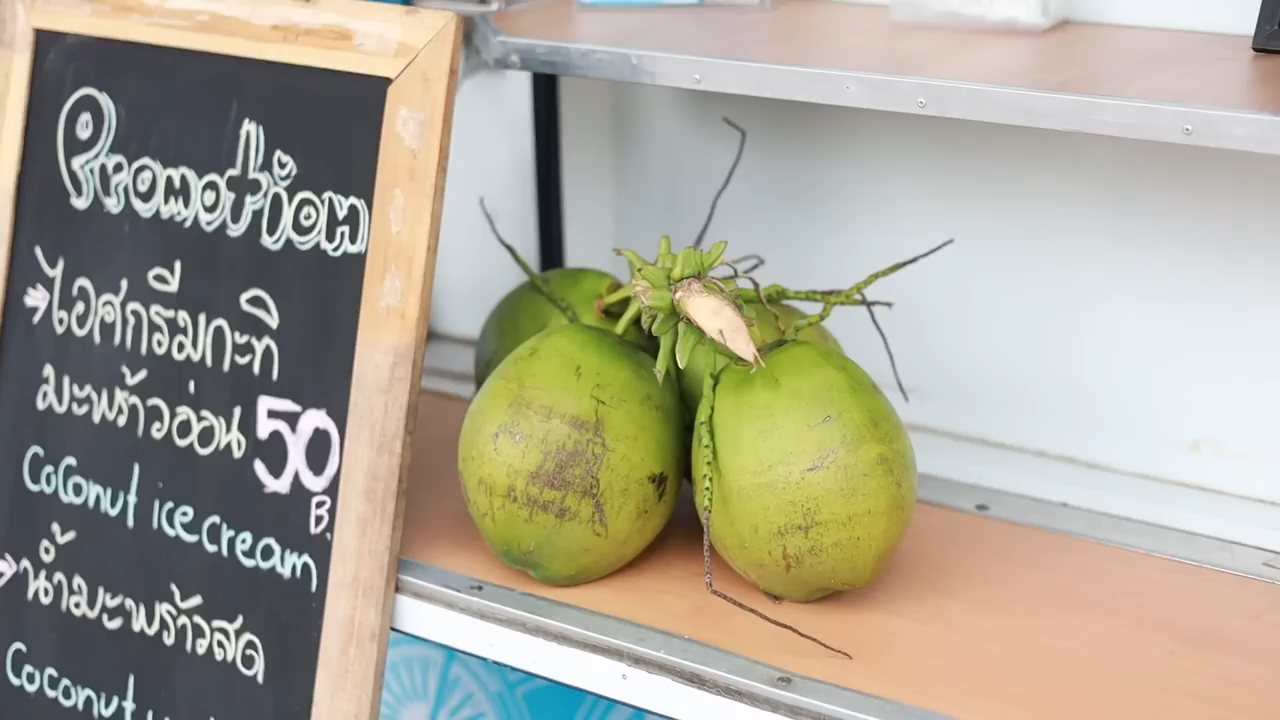 Promotion
ไอศกรีมกะทิ
มะพร้าวอ่อน 50
B.
Coconut ice cream
น้ำมะพร้าวสด
Coconut